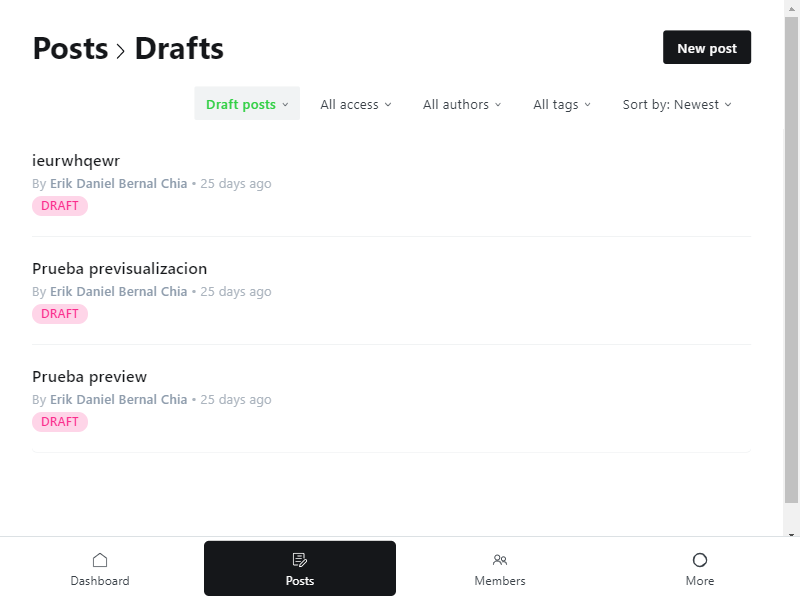 Posts > Drafts
New post
Draft posts
All access
All authors
All tags
Sort by: Newest
ieurwhqewr
By Erik Daniel Bernal Chia • 25 days ago
DRAFT
Prueba previsualizacion
By Erik Daniel Bernal Chia • 25 days ago
DRAFT
Prueba preview
By Erik Daniel Bernal Chia • 25 days ago
DRAFT
Dashboard
Posts
Members
More